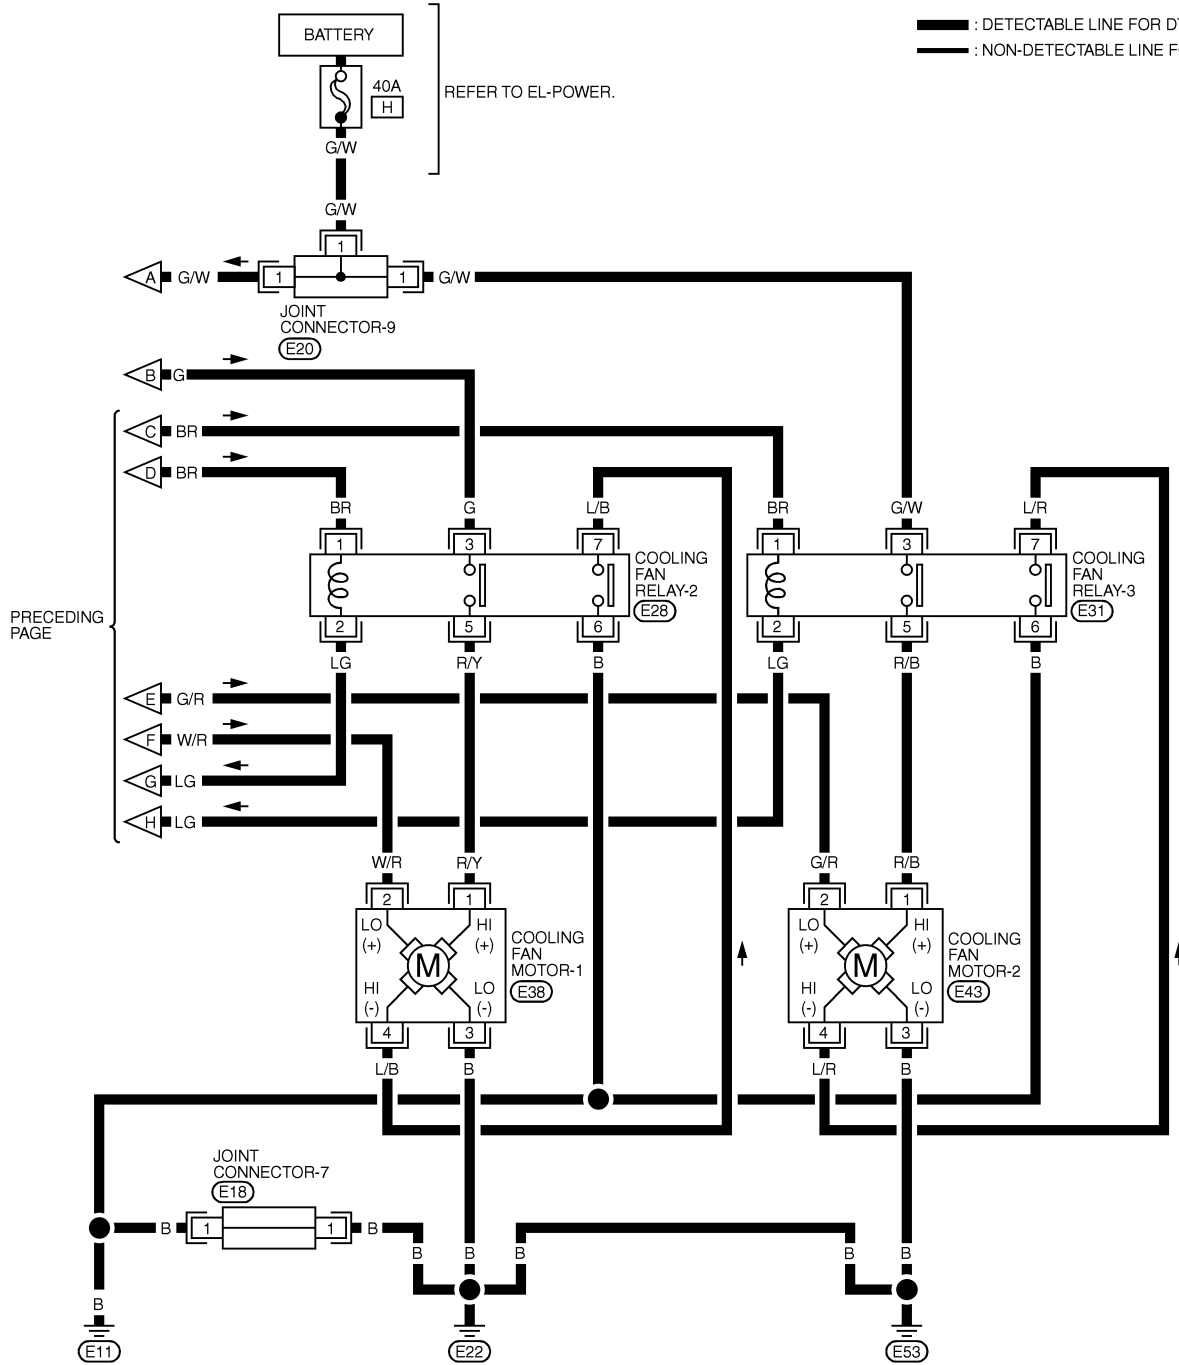 BATTERY
: DETECTABLE LINE FOR
: NON-DETECTABLE LINE
40A
H
REFER TO EL-POWER.
G/W
G/W
1
A G/W 1 1 G/W
JOINT
CONNECTOR-9
E20
B G
C BR
D BR
BR G L/B BR G/W L/R
1 3 7 1 3 7
COOLING
FAN
RELAY-2
E28
COOLING
FAN
RELAY-3
E31
PRECEDING
PAGE
2 5 6 2 5 6
LG R/Y B LG R/B B
E G/R
F W/R
G LG
H LG
W/R R/Y G/R R/B
2 1 2 1
LO HI LO HI
(+) (+) (+) (+)
M M
COOLING
FAN
MOTOR-1
E38
COOLING
FAN
MOTOR-2
E43
HI LO HI LO
(-) (-) (-) (-)
4 3 4 3
L/B B L/R B
JOINT
CONNECTOR-7
E18
B 1 1 B
B B B B B
B
E11 E22 E53